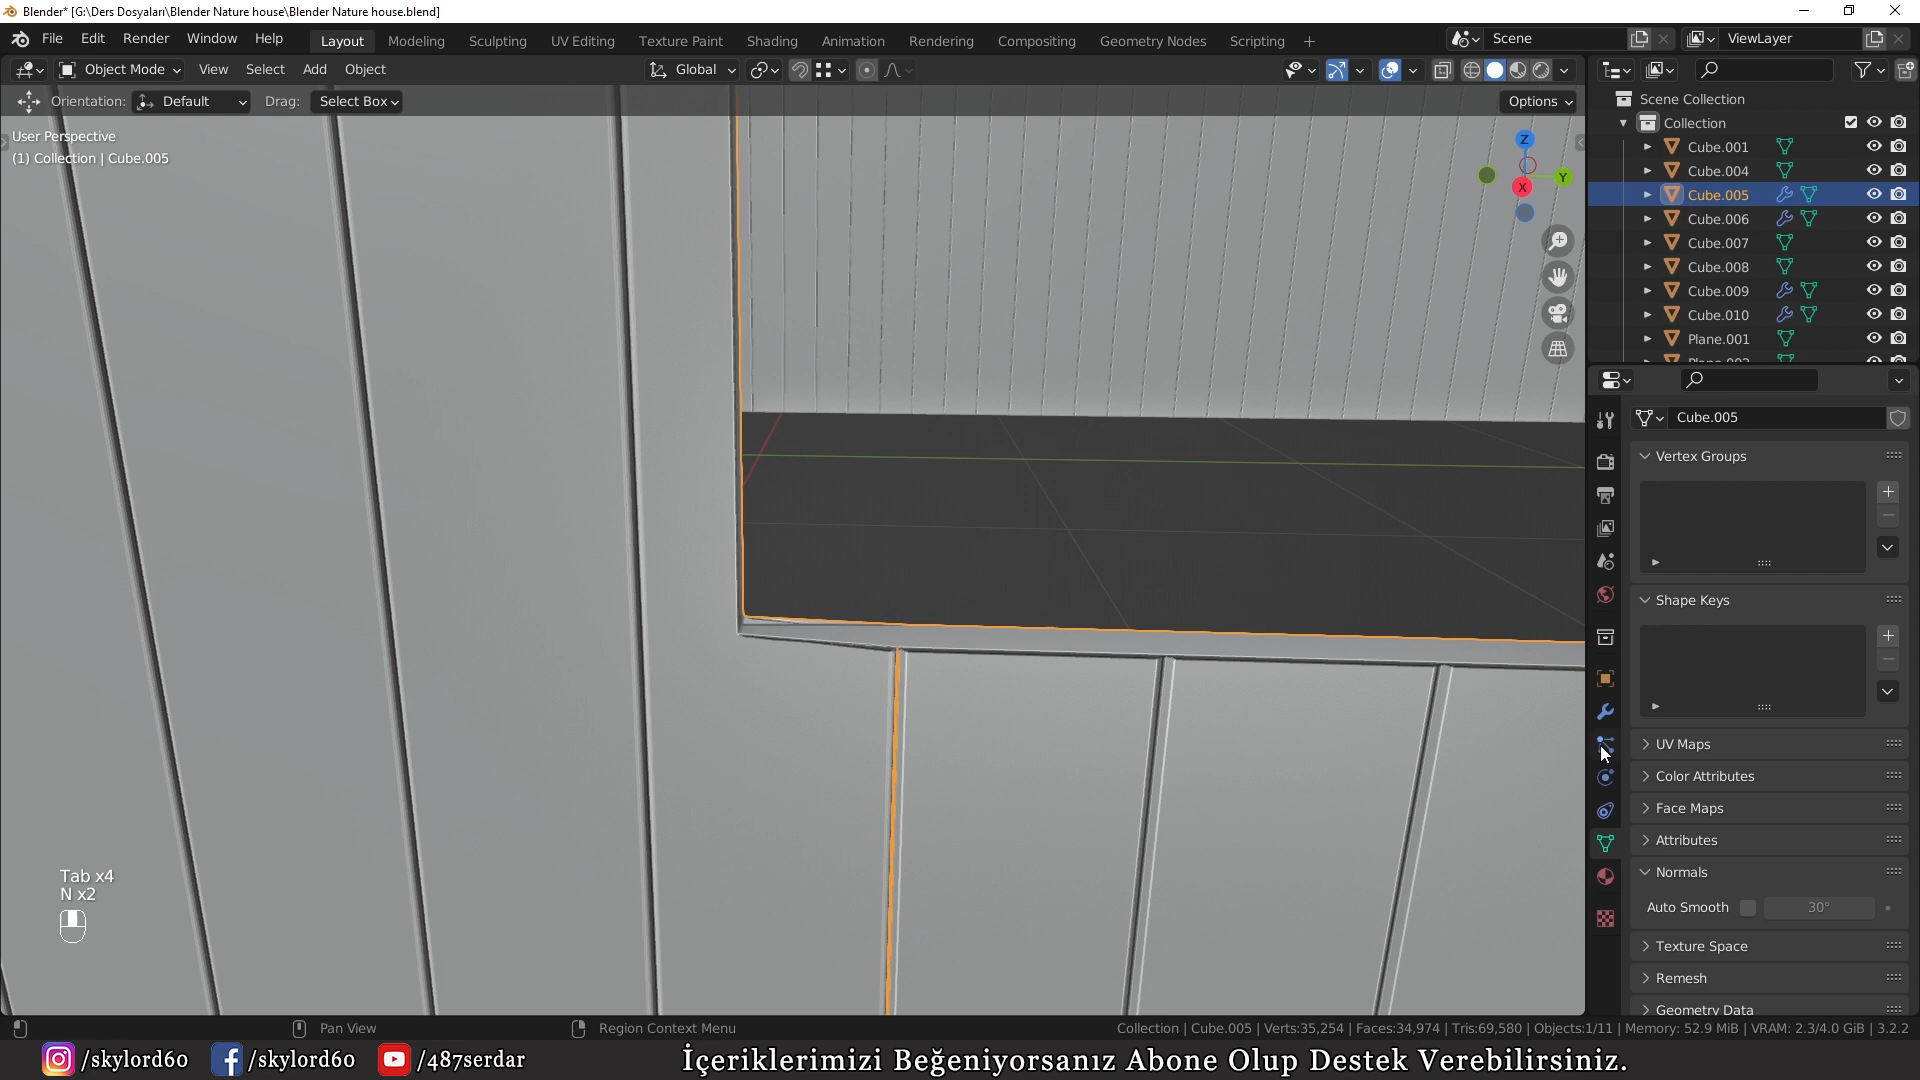 Blender* [G:\Ders Dosyaları\Blender Nature house\Blender Nature house.blend]
File Edit Render Window Help
Layout Modeling Sculpting UV Editing Texture Paint Shading Animation Rendering Compositing Geometry Nodes Scripting +
Scene
ViewLayer
Object Mode View Select Add Object
Global
Orientation: Default Drag: Select Box
Options
User Perspective
(1) Collection | Cube.005
Z
Y
X
Scene Collection
Collection
Cube.001
Cube.004
Cube.005
Cube.006
Cube.007
Cube.008
Cube.009
Cube.010
Plane.001
Cube.005
Vertex Groups
Shape Keys
UV Maps
Color Attributes
Face Maps
Attributes
Normals
Auto Smooth 30°
Texture Space
Remesh
Geometry Data
Tab x4
N x2
Pan View
Region Context Menu
Collection | Cube.005 | Verts:35,254 | Faces:34,974 | Tris:69,580 | Objects:1/11 | Memory: 52.9 MiB | VRAM: 2.3/4.0 GiB | 3.2.2
/skylord60 /skylord60 /487serdar
İçeriklerimizi Beğeniyorsanız Abone Olup Destek Verebilirsiniz.